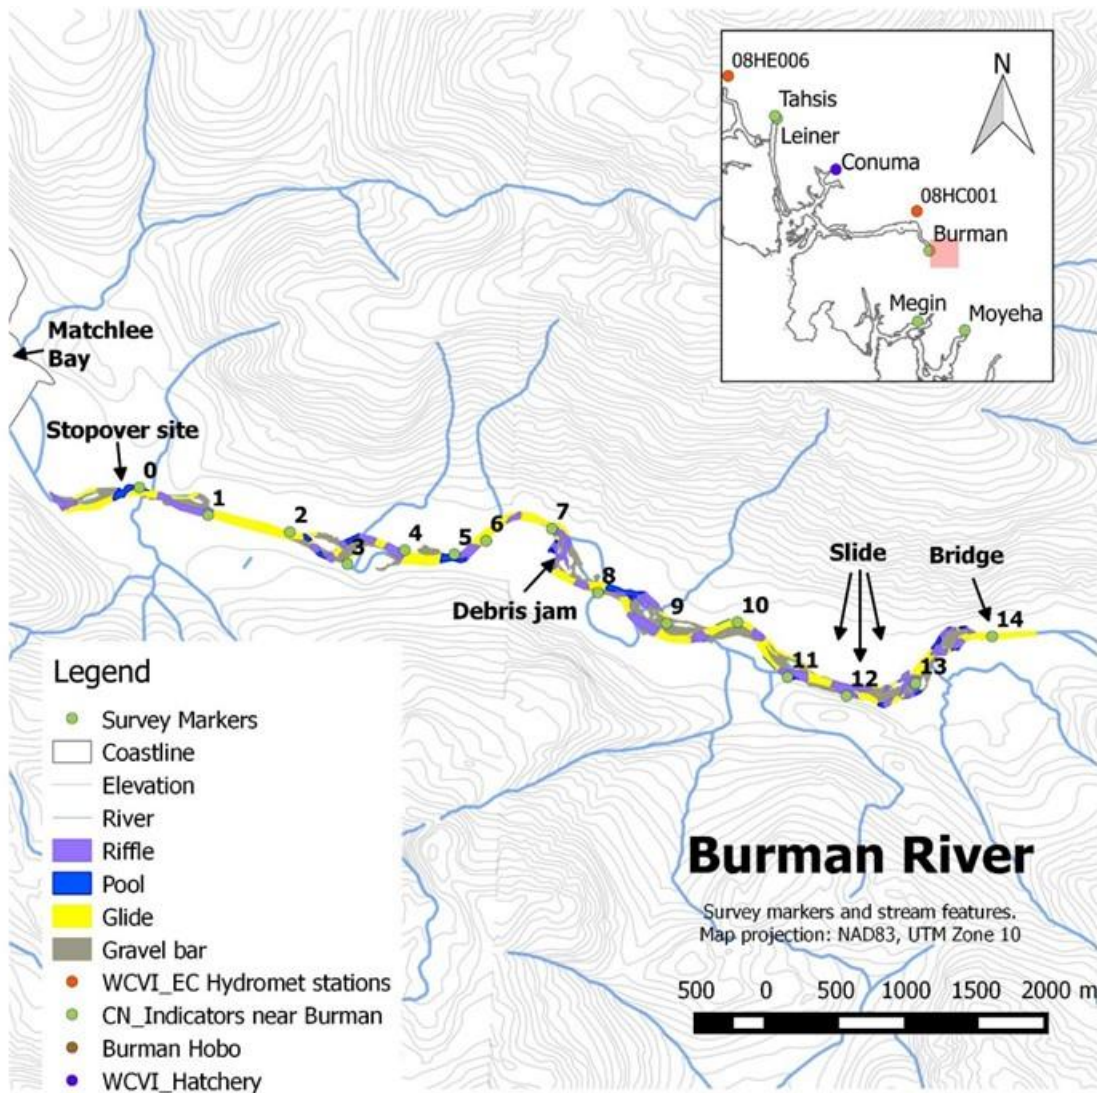 08HE006
N
Tahsis
Leiner
Conuma
08HC001
Burman
Megin
Moyeha
Matchlee
Bay
Stopover site
0
1
2
3
4
5
6
7
8
9
10
11
12
13
14
Debris jam
Slide
Bridge
Legend
Survey Markers
Coastline
Elevation
River
Riffle
Pool
Glide
Gravel bar
WCVI_EC Hydromet stations
CN_Indicators near Burman
Burman Hobo
WCVI_Hatchery
Burman River
Survey markers and stream features.
Map projection: NAD83, UTM Zone 10
500 0 500 1000 1500 2000 m